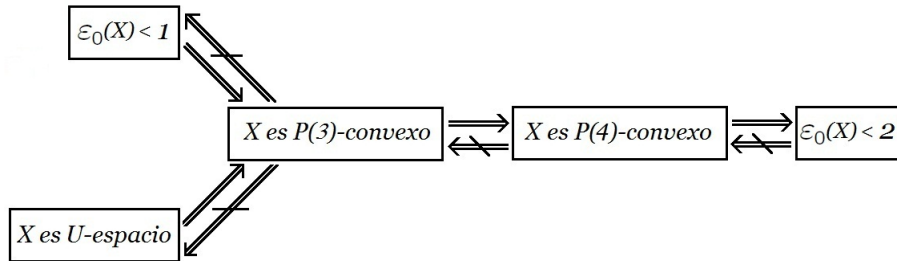 ε₀(X) < 1
X es P(3)-convexo
X es P(4)-convexo
ε₀(X) < 2
X es U-espacio